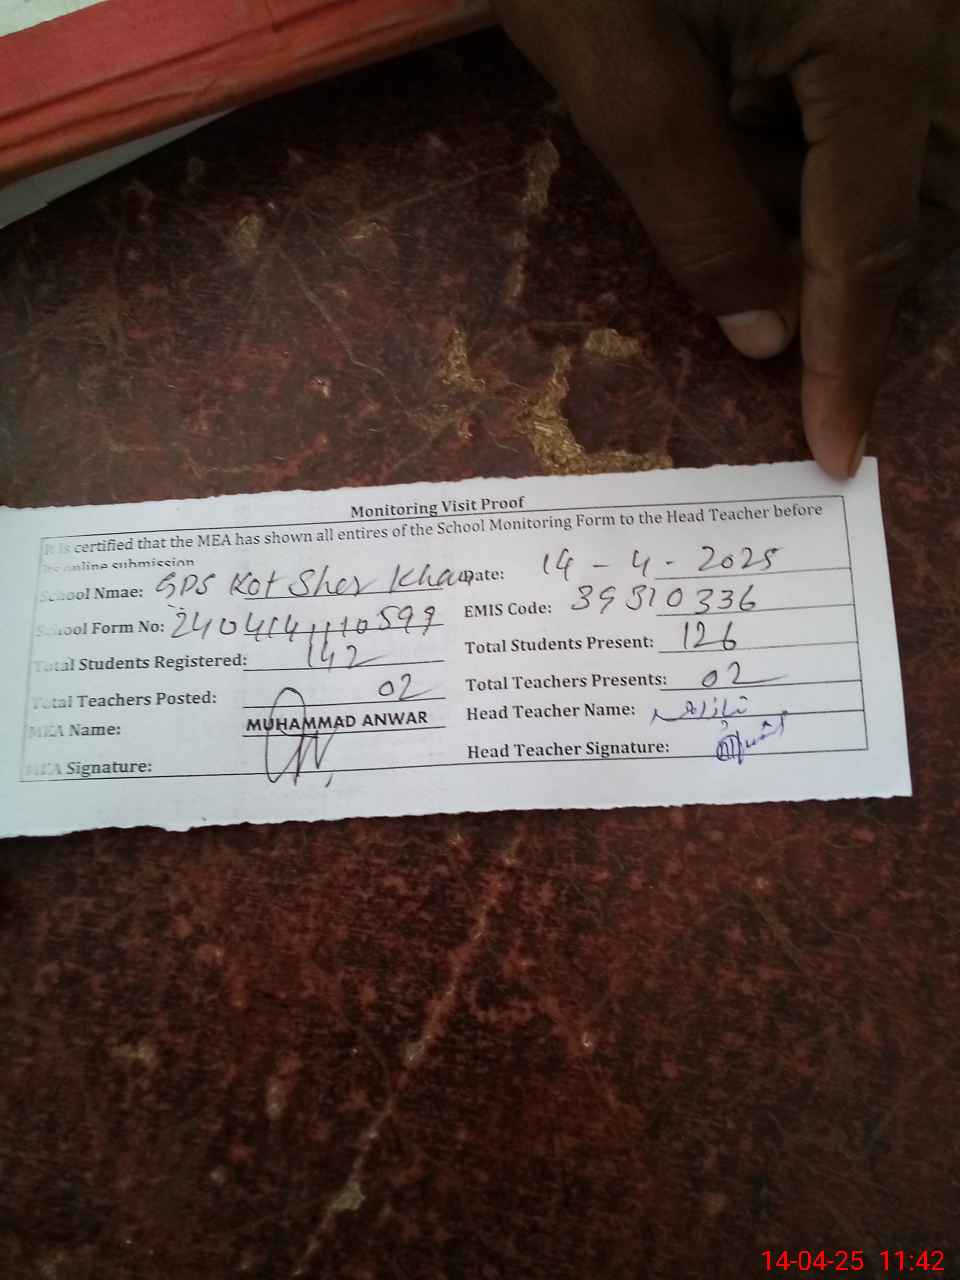 Monitoring Visit Proof
It is certified that the MEA has shown all entires of the School Monitoring Form to the Head Teacher before
its online submission
School Nmae: GPS Kot Sher Khan Date: 14 - 4 - 2025
School Form No: EMIS Code: 39310336
Total Students Registered: 142 Total Students Present: 126
Total Teachers Posted: 02 Total Teachers Presents: 02
MEA Name: MUHAMMAD ANWAR Head Teacher Name:
MEA Signature: Head Teacher Signature:
14-04-25 11:42